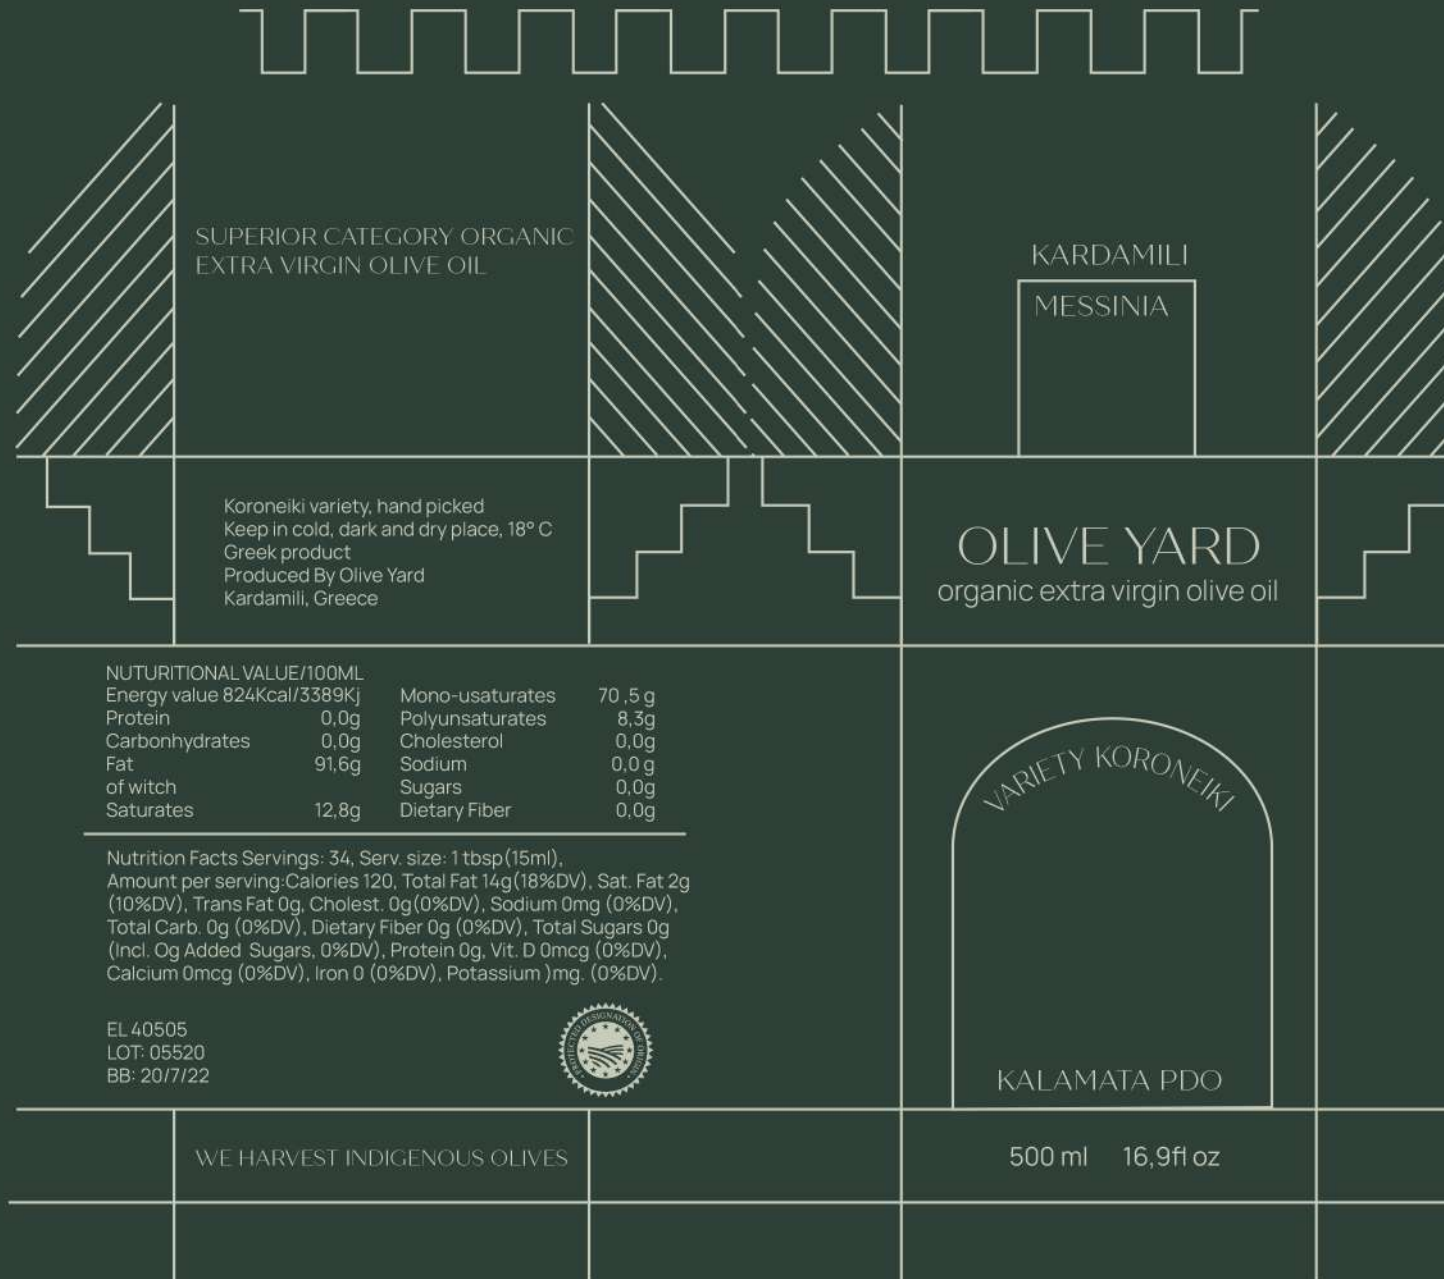 SUPERIOR CATEGORY ORGANIC
EXTRA VIRGIN OLIVE OIL
Koroneiki variety, hand picked
Keep in cold, dark and dry place, 18° C
Greek product
Produced By Olive Yard
Kardamili, Greece
NUTURITIONAL VALUE/100ML
Energy value 824Kcal/3389Kj
Protein 0,0g
Carbonhydrates 0,0g
Fat 91,6g
of witch
Saturates 12,8g
Mono-usaturates 70 ,5 g
Polyunsaturates 8,3g
Cholesterol 0,0g
Sodium 0,0 g
Sugars 0,0g
Dietary Fiber 0,0g
Nutrition Facts Servings: 34, Serv. size: 1 tbsp(15ml),
Amount per serving:Calories 120, Total Fat 14g(18%DV), Sat. Fat 2g
(10%DV), Trans Fat 0g, Cholest. 0g(0%DV), Sodium 0mg (0%DV),
Total Carb. 0g (0%DV), Dietary Fiber 0g (0%DV), Total Sugars 0g
(Incl. Og Added Sugars, 0%DV), Protein 0g, Vit. D 0mcg (0%DV),
Calcium 0mcg (0%DV), Iron 0 (0%DV), Potassium )mg. (0%DV).
EL 40505
LOT: 05520
BB: 20/7/22
PROTECTED DESIGNATION OF ORIGIN
WE HARVEST INDIGENOUS OLIVES
KARDAMILI
MESSINIA
OLIVE YARD
organic extra virgin olive oil
VARIETY KORONEIKI
KALAMATA PDO
500 ml 16,9fl oz